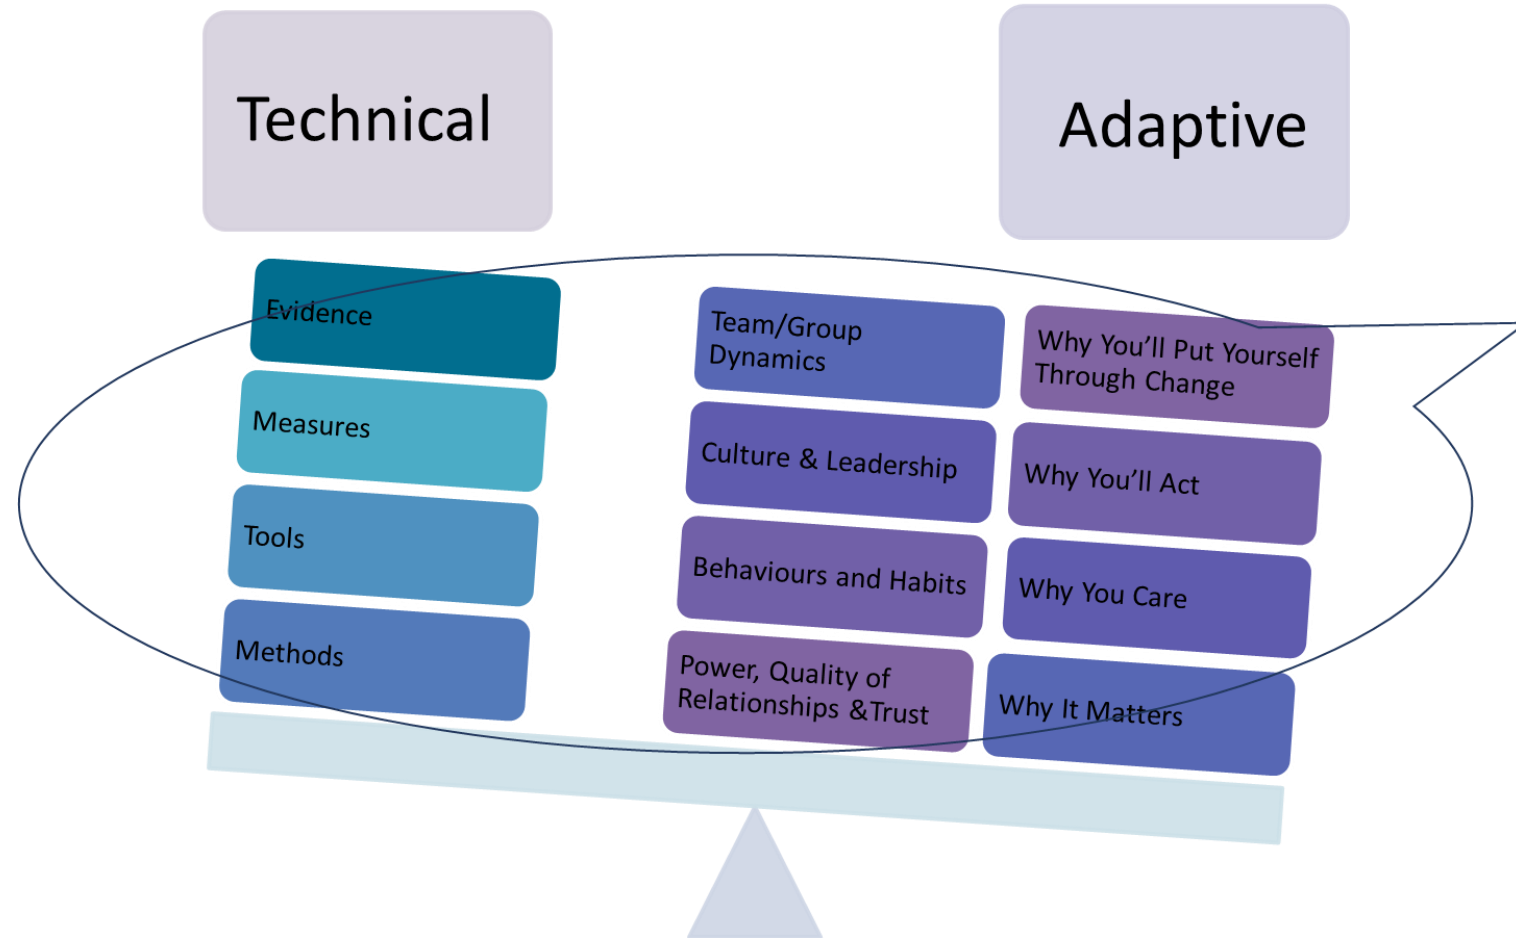 Technical
Adaptive
Evidence
Measures
Tools
Methods
Team/Group
Dynamics
Culture & Leadership
Behaviours and Habits
Power, Quality of
Relationships &Trust
Why You’ll Put Yourself
Through Change
Why You’ll Act
Why You Care
Why It Matters